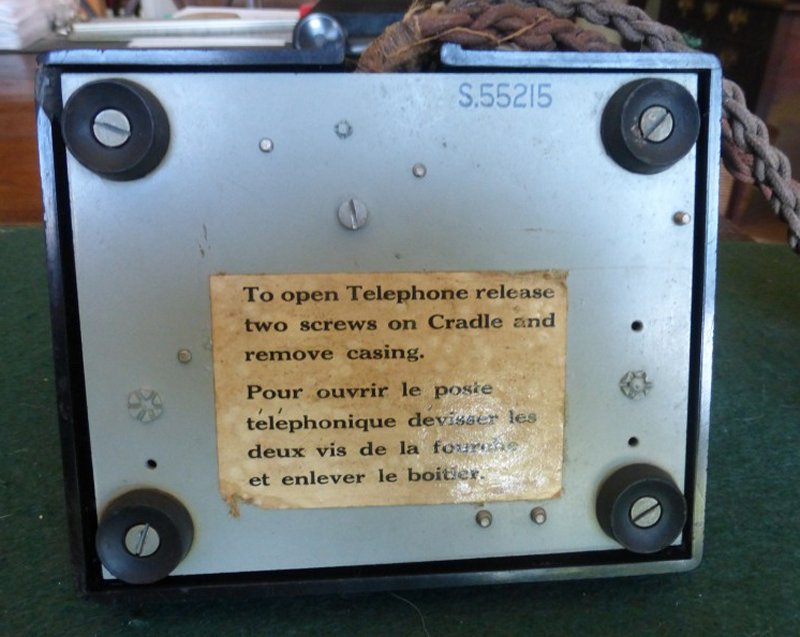 S.55215
To open Telephone release
two screws on Cradle and
remove casing.
Pour ouvrir le poste
téléphonique dévisser les
deux vis de la fourche
et enlever le boitier.